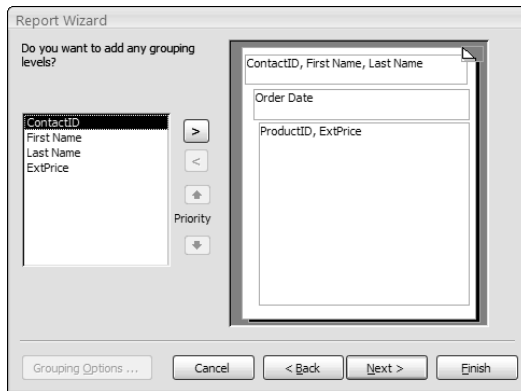 Report Wizard
Do you want to add any grouping
levels?
ContactID
First Name
Last Name
ExtPrice
>
<
Priority
ContactID, First Name, Last Name
Order Date
ProductID, ExtPrice
Grouping Options ...
Cancel
< Back
Next >
Finish